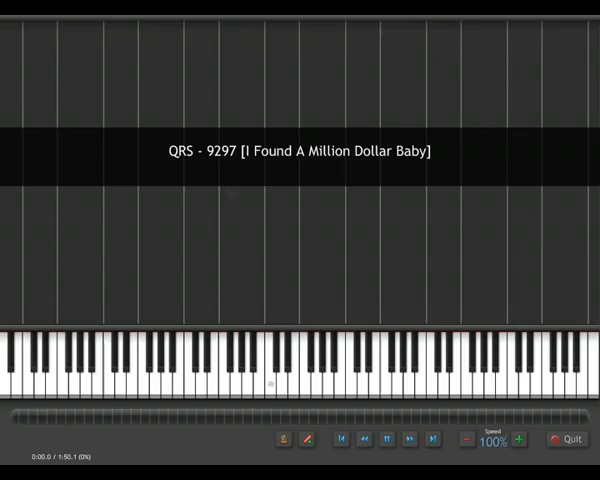 QRS - 9297 [I Found A Million Dollar Baby]
Speed
100%
Quit
0:00.0 / 1:50.1 (0%)